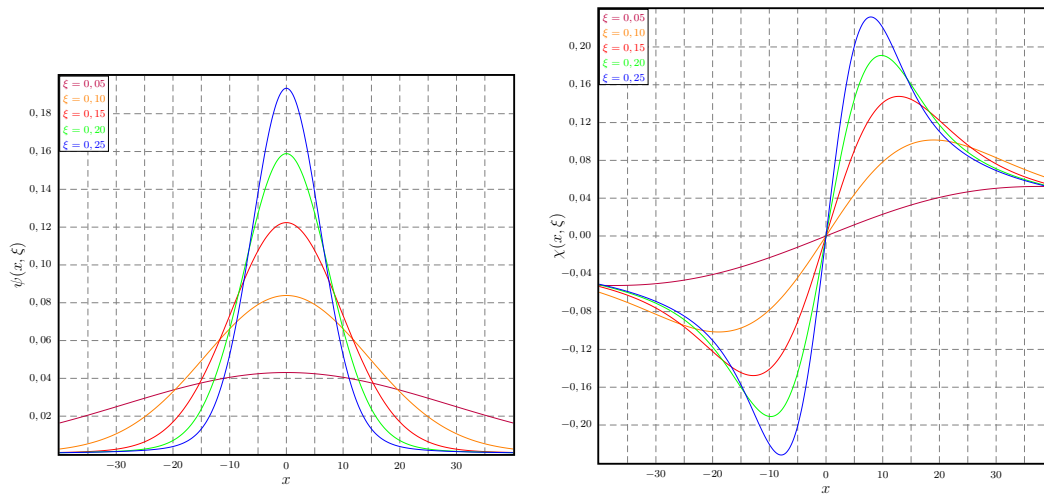 ξ = 0, 05
ξ = 0, 10
ξ = 0, 15
ξ = 0, 20
ξ = 0, 25
0, 18
0, 16
0, 14
0, 12
0, 10
0, 08
0, 06
0, 04
0, 02
ψ(x, ξ)
−30 −20 −10 0 10 20 30
x
ξ = 0, 05
ξ = 0, 10
ξ = 0, 15
ξ = 0, 20
ξ = 0, 25
0, 20
0, 16
0, 12
0, 08
0, 04
0.00
−0, 04
−0, 08
−0, 12
−0, 16
−0, 20
χ(x, ξ)
−30 −20 −10 0 10 20 30
x